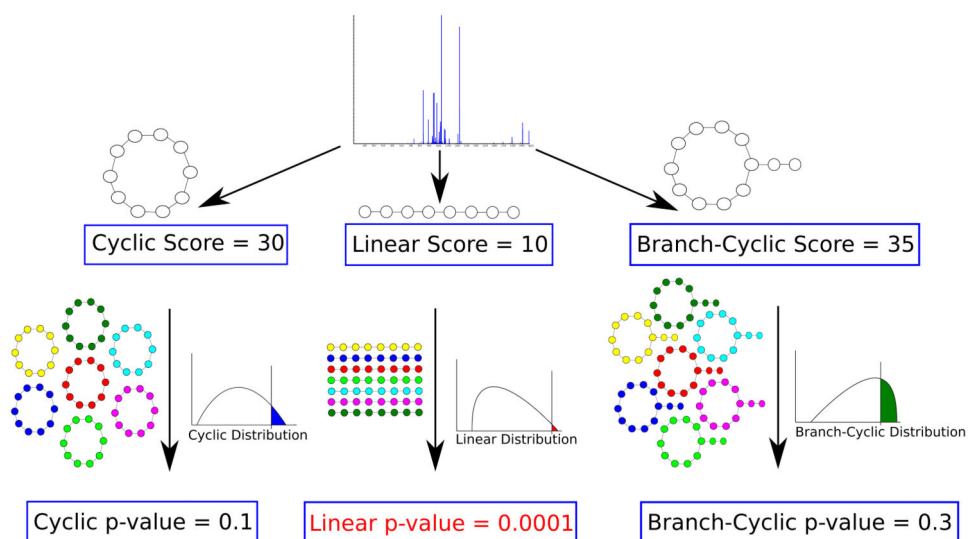 Cyclic Score = 30
Linear Score = 10
Branch-Cyclic Score = 35
Cyclic Distribution
Linear Distribution
Branch-Cyclic Distribution
Cyclic p-value = 0.1
Linear p-value = 0.0001
Branch-Cyclic p-value = 0.3